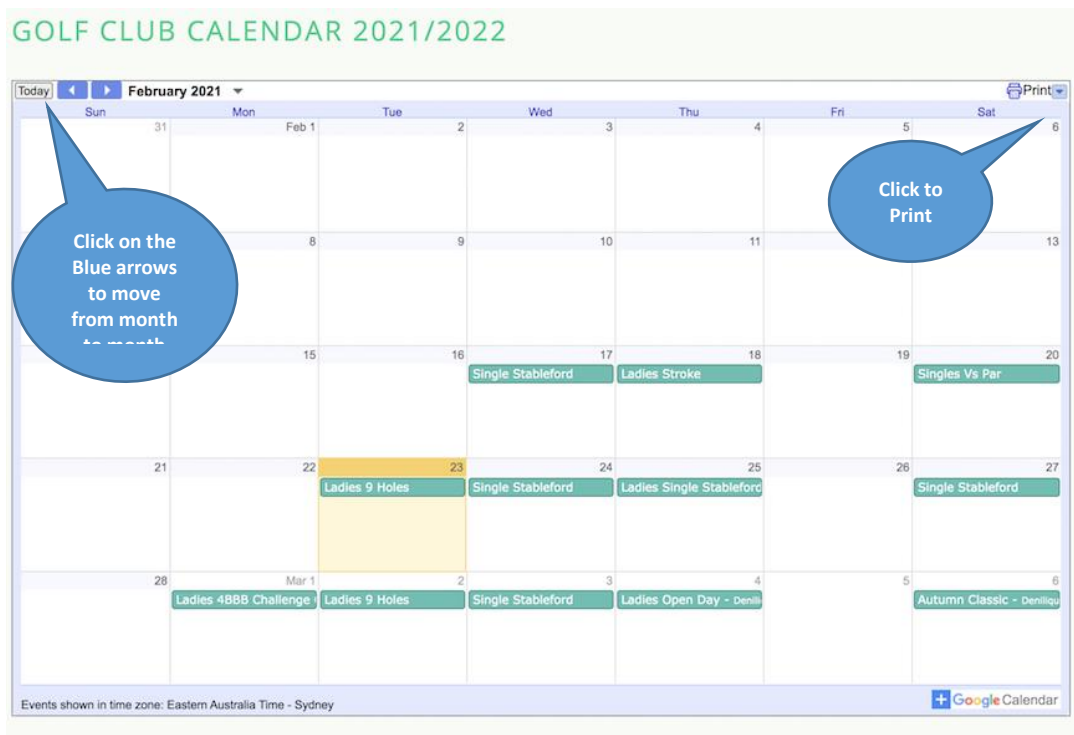 GOLF CLUB CALENDAR 2021/2022
Today February 2021 Print
Sun Mon Tue Wed Thu Fri Sat
31 Feb 1 2 3 4 5 6
Click to
Print
Click on the
Blue arrows
to move
from month
to month
8 9 10 11 13
15 16 17 18 19 20
Single Stableford Ladies Stroke Singles Vs Par
21 22 23 24 25 26 27
Ladies 9 Holes Single Stableford Ladies Single Stableford Single Stableford
28 Mar 1 2 3 4 5 6
Ladies 4BBB Challenge Ladies 9 Holes Single Stableford Ladies Open Day - Denili Autumn Classic - Deniliqu
Events shown in time zone: Eastern Australia Time - Sydney
Google Calendar